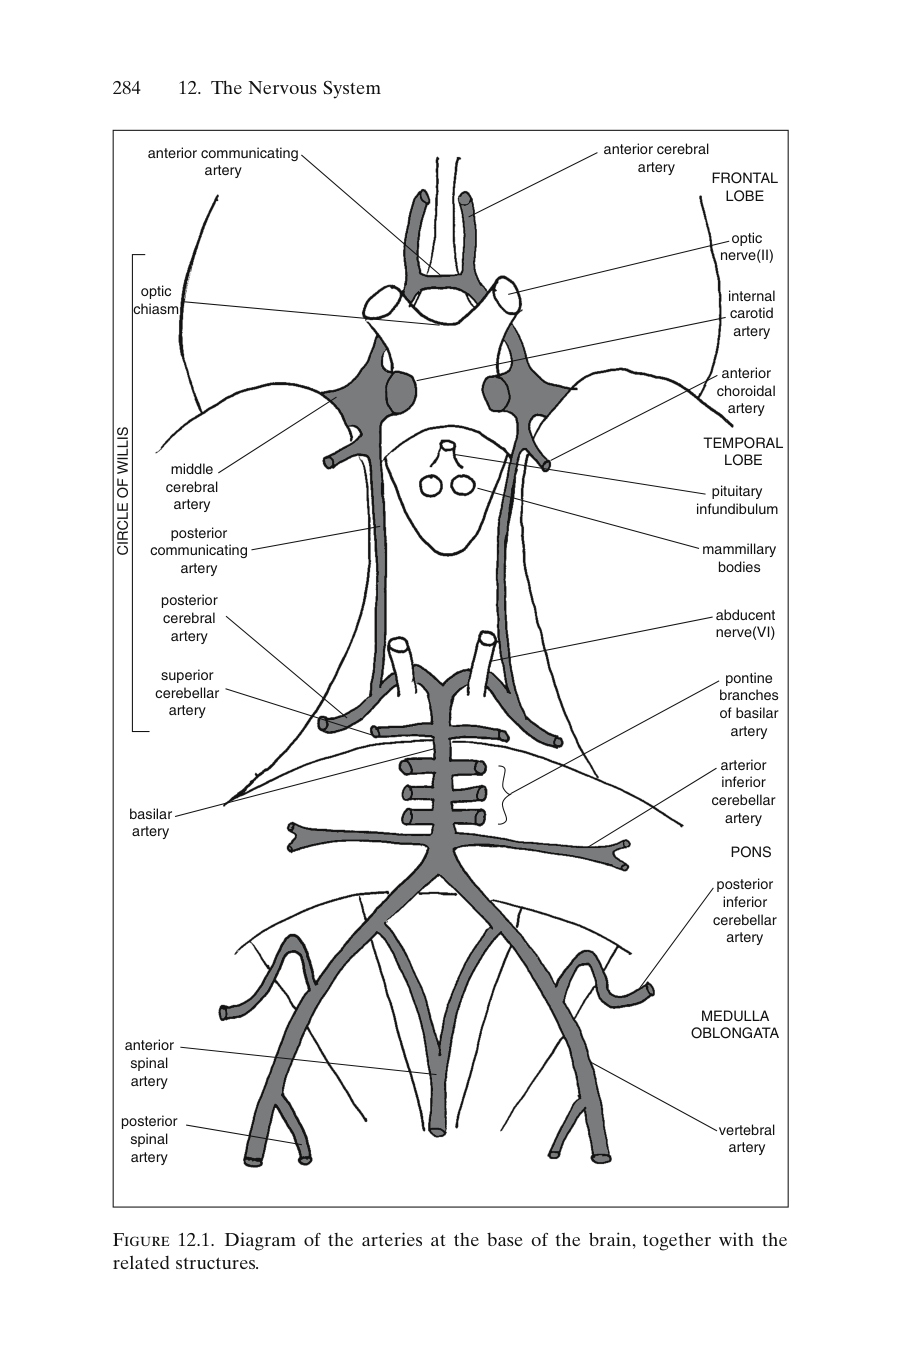 284 12. The Nervous System
anterior communicating
artery
anterior cerebral
artery
FRONTAL
LOBE
optic
nerve(II)
optic
chiasm
internal
carotid
artery
anterior
choroidal
artery
CIRCLE OF WILLIS
TEMPORAL
LOBE
middle
cerebral
artery
pituitary
infundibulum
posterior
communicating
artery
mammillary
bodies
posterior
cerebral
artery
abducent
nerve(VI)
superior
cerebellar
artery
pontine
branches
of basilar
artery
arterior
inferior
cerebellar
artery
basilar
artery
PONS
posterior
inferior
cerebellar
artery
MEDULLA
OBLONGATA
anterior
spinal
artery
posterior
spinal
artery
vertebral
artery
FIGURE 12.1. Diagram of the arteries at the base of the brain, together with the
related structures.